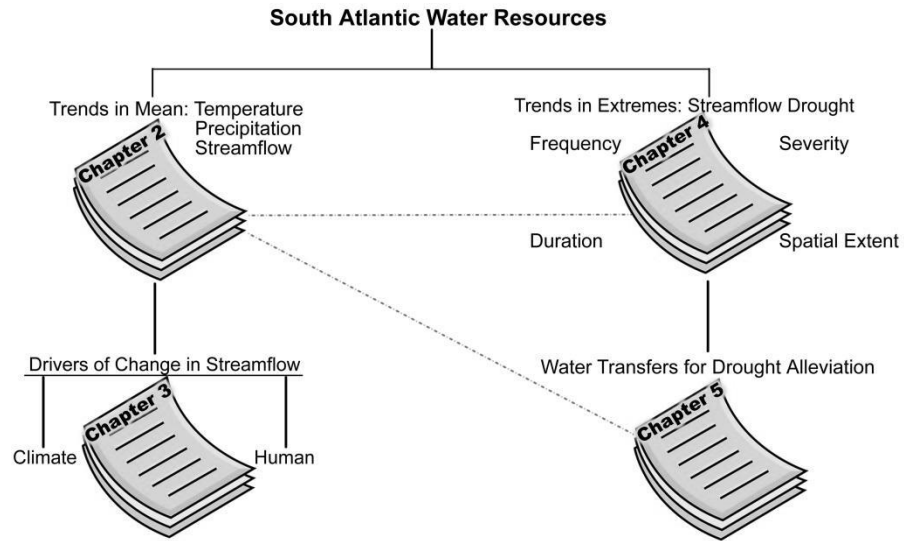 South Atlantic Water Resources
Trends in Mean: Temperature
Precipitation
Streamflow
Chapter 2
Trends in Extremes: Streamflow Drought
Frequency
Severity
Chapter 4
Duration
Spatial Extent
Drivers of Change in Streamflow
Chapter 3
Climate
Human
Water Transfers for Drought Alleviation
Chapter 5